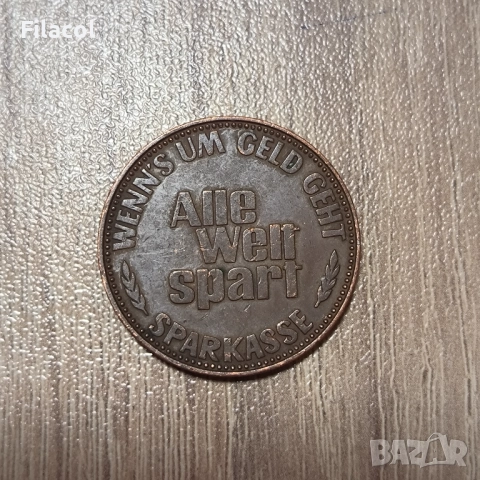 Filacol
WENN'S UM GELD GEHT
Alle
Welt
spart
SPARKASSE
BAZAR